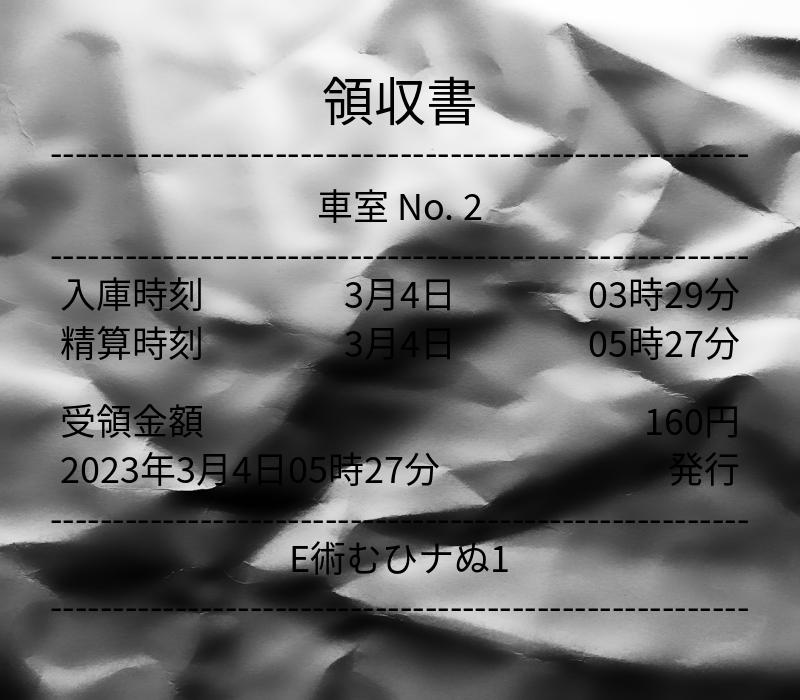 領収書
車室 No. 2
入庫時刻 3月4日 03時29分
精算時刻 3月4日 05時27分
受領金額 160円
2023年3月4日05時27分 発行
E術むひナぬ1